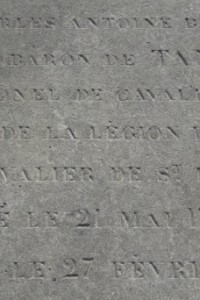 RLES ANTOINE B
BARON DE TA
ONEL DE CAVAL
DE LA LÉGION
VALIER DE ST
É LE 21 MAI 1
LE 27 FÉVRI